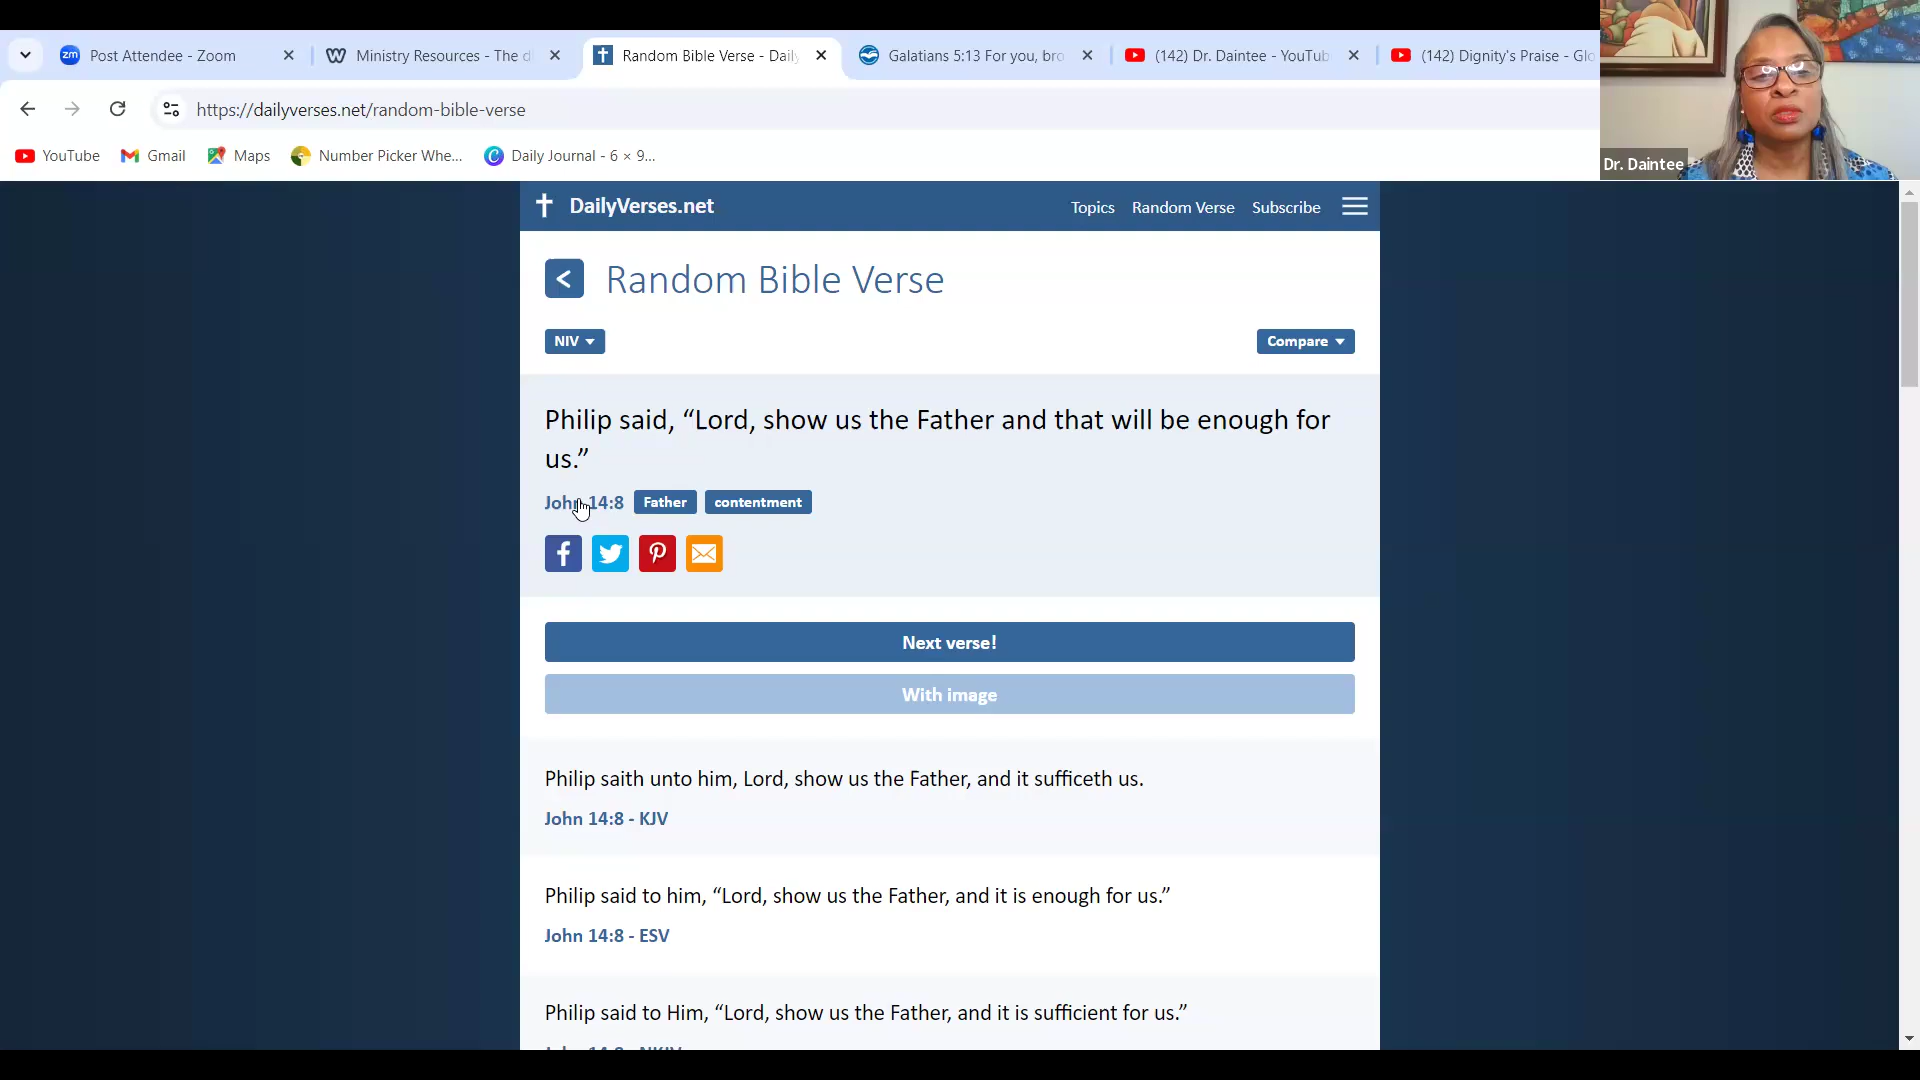 Post Attendee - Zoom
Ministry Resources - The d
Random Bible Verse - Daily
Galatians 5:13 For you, bro
(142) Dr. Daintee - YouTub
(142) Dignity's Praise - Glo
https://dailyverses.net/random-bible-verse
YouTube
Gmail
Maps
Number Picker Whe...
Daily Journal - 6 × 9...
Dr. Daintee
DailyVerses.net
Topics
Random Verse
Subscribe
Random Bible Verse
NIV
Compare
Philip said, “Lord, show us the Father and that will be enough for
us.”
John 14:8
Father
contentment
Next verse!
With image
Philip saith unto him, Lord, show us the Father, and it sufficeth us.
John 14:8 - KJV
Philip said to him, “Lord, show us the Father, and it is enough for us.”
John 14:8 - ESV
Philip said to Him, “Lord, show us the Father, and it is sufficient for us.”
John 14:8 - NKJV